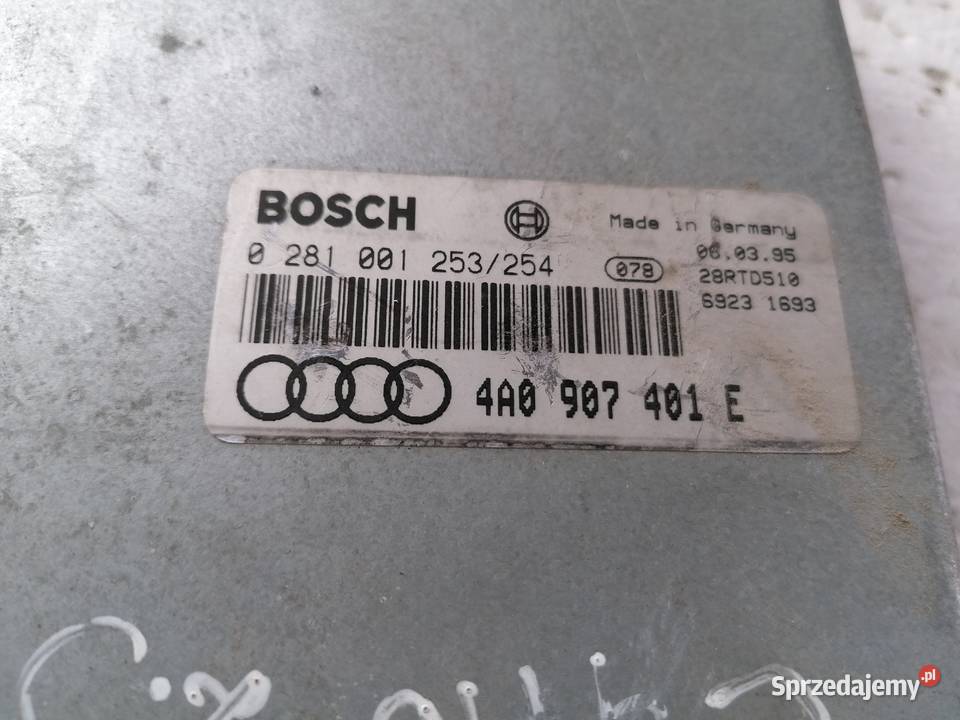 BOSCH
Made in Germany
0 281 001 253/254
078
06.03.95
28RTD510
6923 1693
4A0 907 401 E
Sprzedajemy.pl